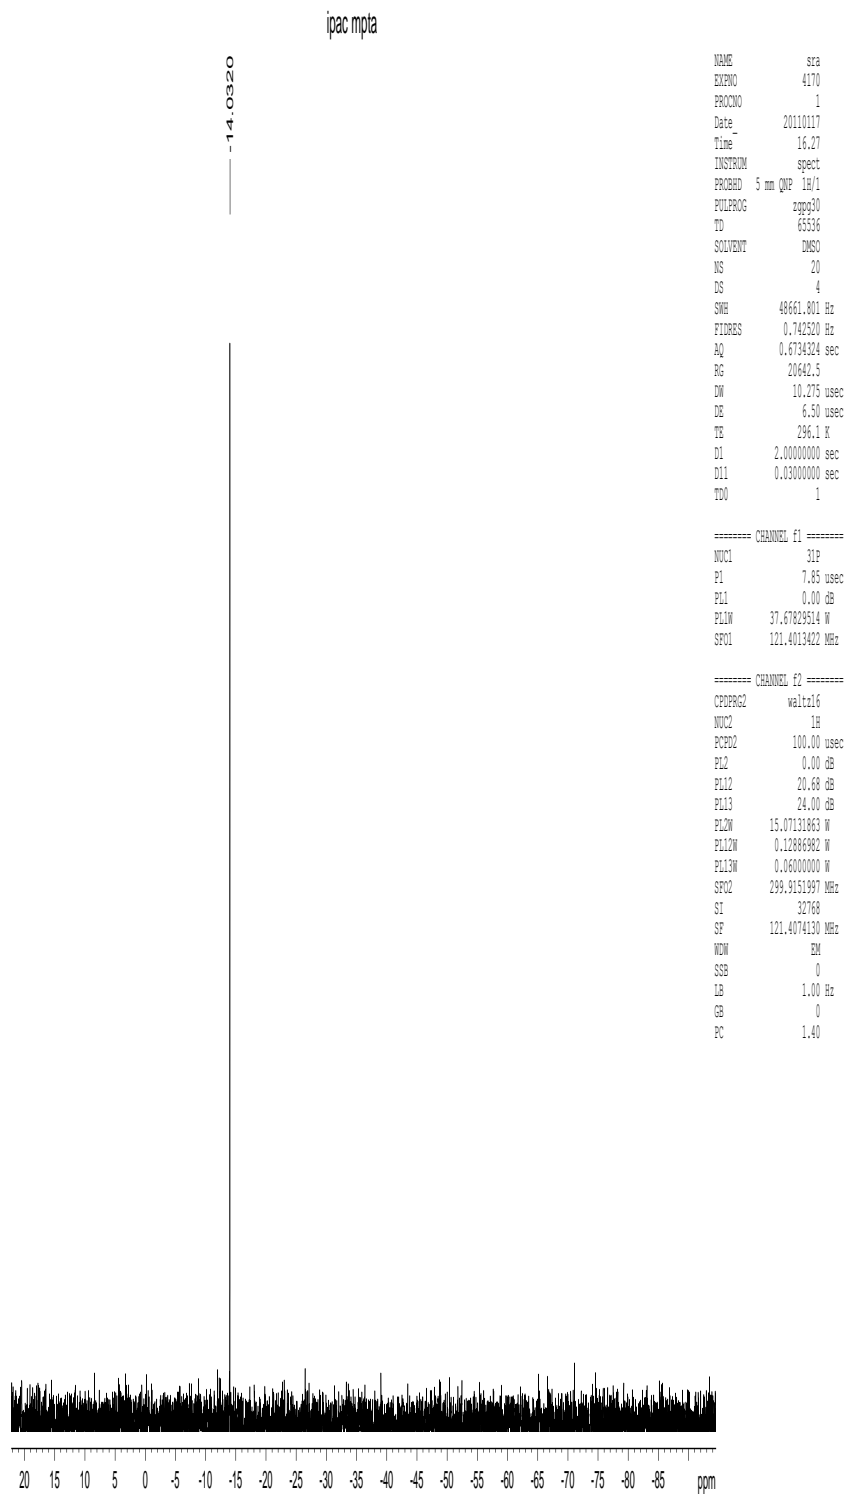 ipac mpta
-14.0320
NAME sra
EXPNO 4170
PROCNO 1
Date_ 20110117
Time 16.27
INSTRUM spect
PROBHD 5 mm QNP 1H/1
PULPROG zgpg30
TD 65536
SOLVENT DMSO
NS 20
DS 4
SWH 48661.801 Hz
FIDRES 0.742520 Hz
AQ 0.6734324 sec
RG 20642.5
DW 10.275 usec
DE 6.50 usec
TE 296.1 K
D1 2.00000000 sec
D11 0.03000000 sec
TD0 1
======== CHANNEL f1 ========
NUC1 31P
P1 7.85 usec
PL1 0.00 dB
PL1W 37.67829514 W
SFO1 121.4013422 MHz
======== CHANNEL f2 ========
CPDPRG2 waltz16
NUC2 1H
PCPD2 100.00 usec
PL2 0.00 dB
PL12 20.68 dB
PL13 24.00 dB
PL2W 15.07131863 W
PL12W 0.12886982 W
PL13W 0.06000000 W
SFO2 299.9151997 MHz
SI 32768
SF 121.4074130 MHz
WDW EM
SSB 0
LB 1.00 Hz
GB 0
PC 1.40
20 15 10 5 0 -5 -10 -15 -20 -25 -30 -35 -40 -45 -50 -55 -60 -65 -70 -75 -80 -85 ppm